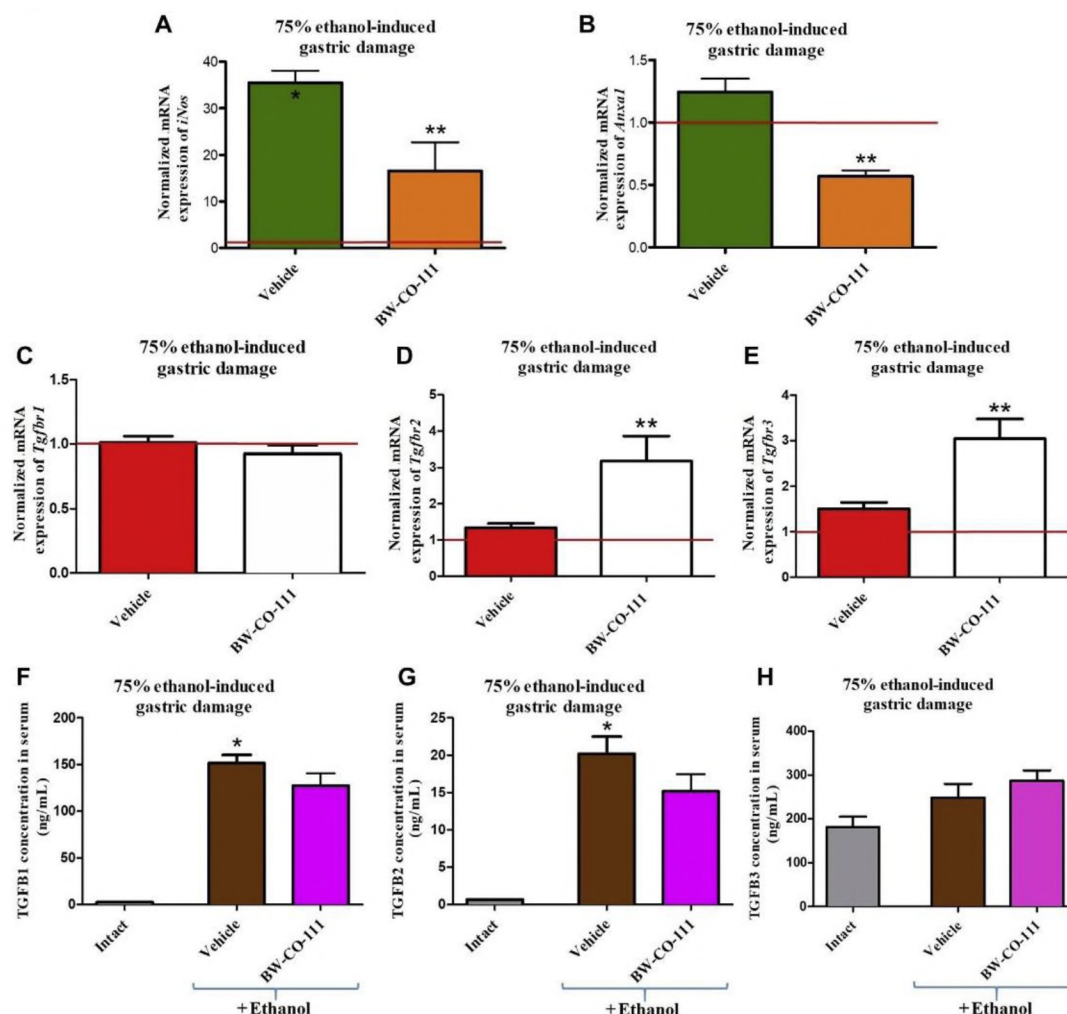 A
75% ethanol-induced
gastric damage
Normalized mRNA
expression of iNos
40
30
20
10
0
*
**
Vehicle
BW-CO-111
B
75% ethanol-induced
gastric damage
Normalized mRNA
expression of Anxa1
1.5
1.0
0.5
0.0
**
Vehicle
BW-CO-111
C
75% ethanol-induced
gastric damage
Normalized mRNA
expression of Tgfbr1
1.5
1.0
0.5
0.0
Vehicle
BW-CO-111
D
75% ethanol-induced
gastric damage
Normalized mRNA
expression of Tgfbr2
5
4
3
2
1
0
**
Vehicle
BW-CO-111
E
75% ethanol-induced
gastric damage
Normalized mRNA
expression of Tgfbr3
4
3
2
1
0
**
Vehicle
BW-CO-111
F
75% ethanol-induced
gastric damage
TGFB1 concentration in serum
(ng/mL)
200
150
100
50
0
*
Intact
Vehicle
BW-CO-111
+Ethanol
G
75% ethanol-induced
gastric damage
TGFB2 concentration in serum
(ng/mL)
25
20
15
10
5
0
*
Intact
Vehicle
BW-CO-111
+Ethanol
H
75% ethanol-induced
gastric damage
TGFB3 concentration in serum
(ng/mL)
400
300
200
100
0
Intact
Vehicle
BW-CO-111
+Ethanol